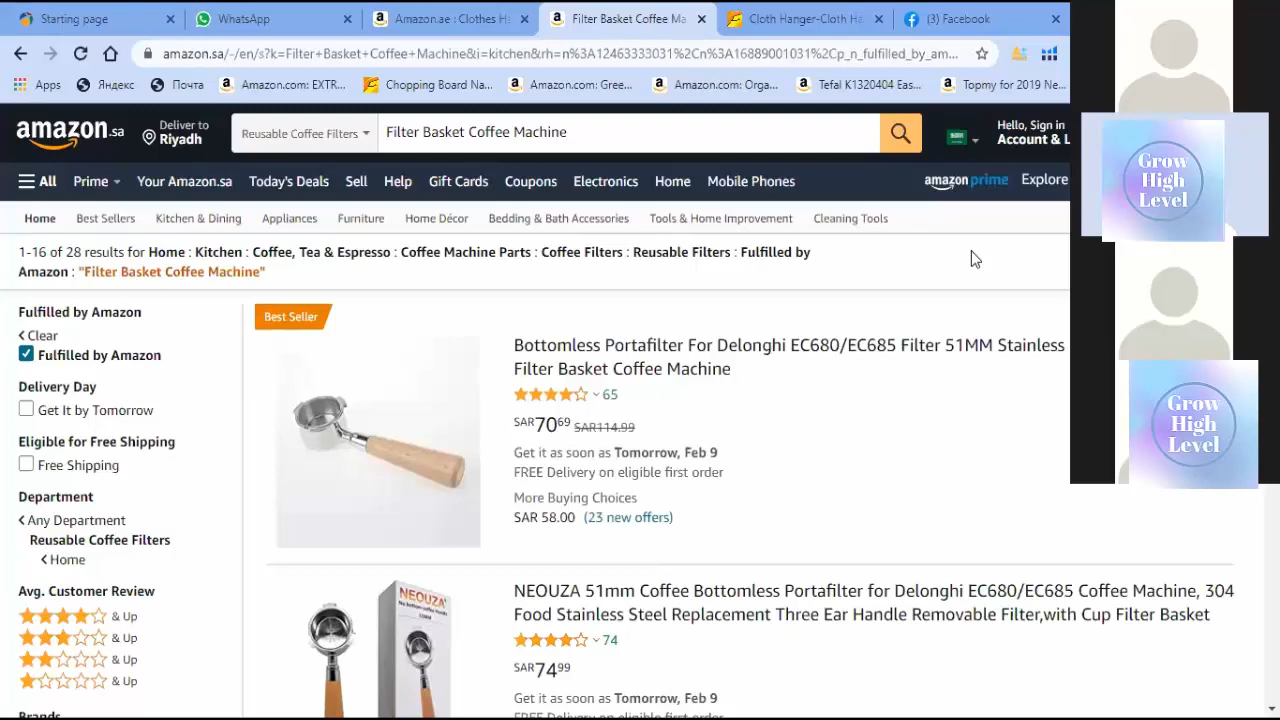 Starting page
WhatsApp
Amazon.ae : Clothes H
Filter Basket Coffee Ma
Cloth Hanger-Cloth Ha
(3) Facebook
amazon.sa/-/en/s?k=Filter+Basket+Coffee+Machine&i=kitchen&rh=n%3A12463333031%2Cn%3A16889001031%2Cp_n_fulfilled_by_am...
Apps
Яндекс
Почта
Amazon.com: EXTR...
Chopping Board Na...
Amazon.com: Gree...
Amazon.com: Orga...
Tefal K1320404 Eas...
Topmy for 2019 Ne...
amazon.sa
Deliver to
Riyadh
Reusable Coffee Filters
Filter Basket Coffee Machine
Hello, Sign in
Account & L
All
Prime
Your Amazon.sa
Today's Deals
Sell
Help
Gift Cards
Coupons
Electronics
Home
Mobile Phones
amazon prime
Explore
Home
Best Sellers
Kitchen & Dining
Appliances
Furniture
Home Décor
Bedding & Bath Accessories
Tools & Home Improvement
Cleaning Tools
1-16 of 28 results for Home : Kitchen : Coffee, Tea & Espresso : Coffee Machine Parts : Coffee Filters : Reusable Filters : Fulfilled by
Amazon : "Filter Basket Coffee Machine"
Fulfilled by Amazon
Clear
Fulfilled by Amazon
Delivery Day
Get It by Tomorrow
Eligible for Free Shipping
Free Shipping
Department
Any Department
Reusable Coffee Filters
Home
Avg. Customer Review
& Up
& Up
& Up
& Up
Brands
Best Seller
Bottomless Portafilter For Delonghi EC680/EC685 Filter 51MM Stainless
Filter Basket Coffee Machine
65
SAR7069 SAR114.99
Get it as soon as Tomorrow, Feb 9
FREE Delivery on eligible first order
More Buying Choices
SAR 58.00 (23 new offers)
NEOUZA
NEOUZA 51mm Coffee Bottomless Portafilter for Delonghi EC680/EC685 Coffee Machine, 304
Food Stainless Steel Replacement Three Ear Handle Removable Filter,with Cup Filter Basket
74
SAR7499
Get it as soon as Tomorrow, Feb 9
FREE Delivery on eligible first order
Grow
High
Level
Grow
High
Level